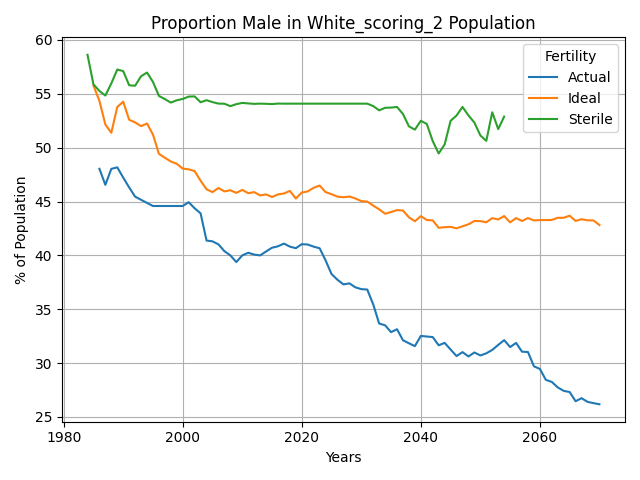 Proportion Male in White_scoring_2 Population
60
55
50
45
40
35
30
25
% of Population
Fertility
Actual
Ideal
Sterile
1980
2000
2020
2040
2060
Years